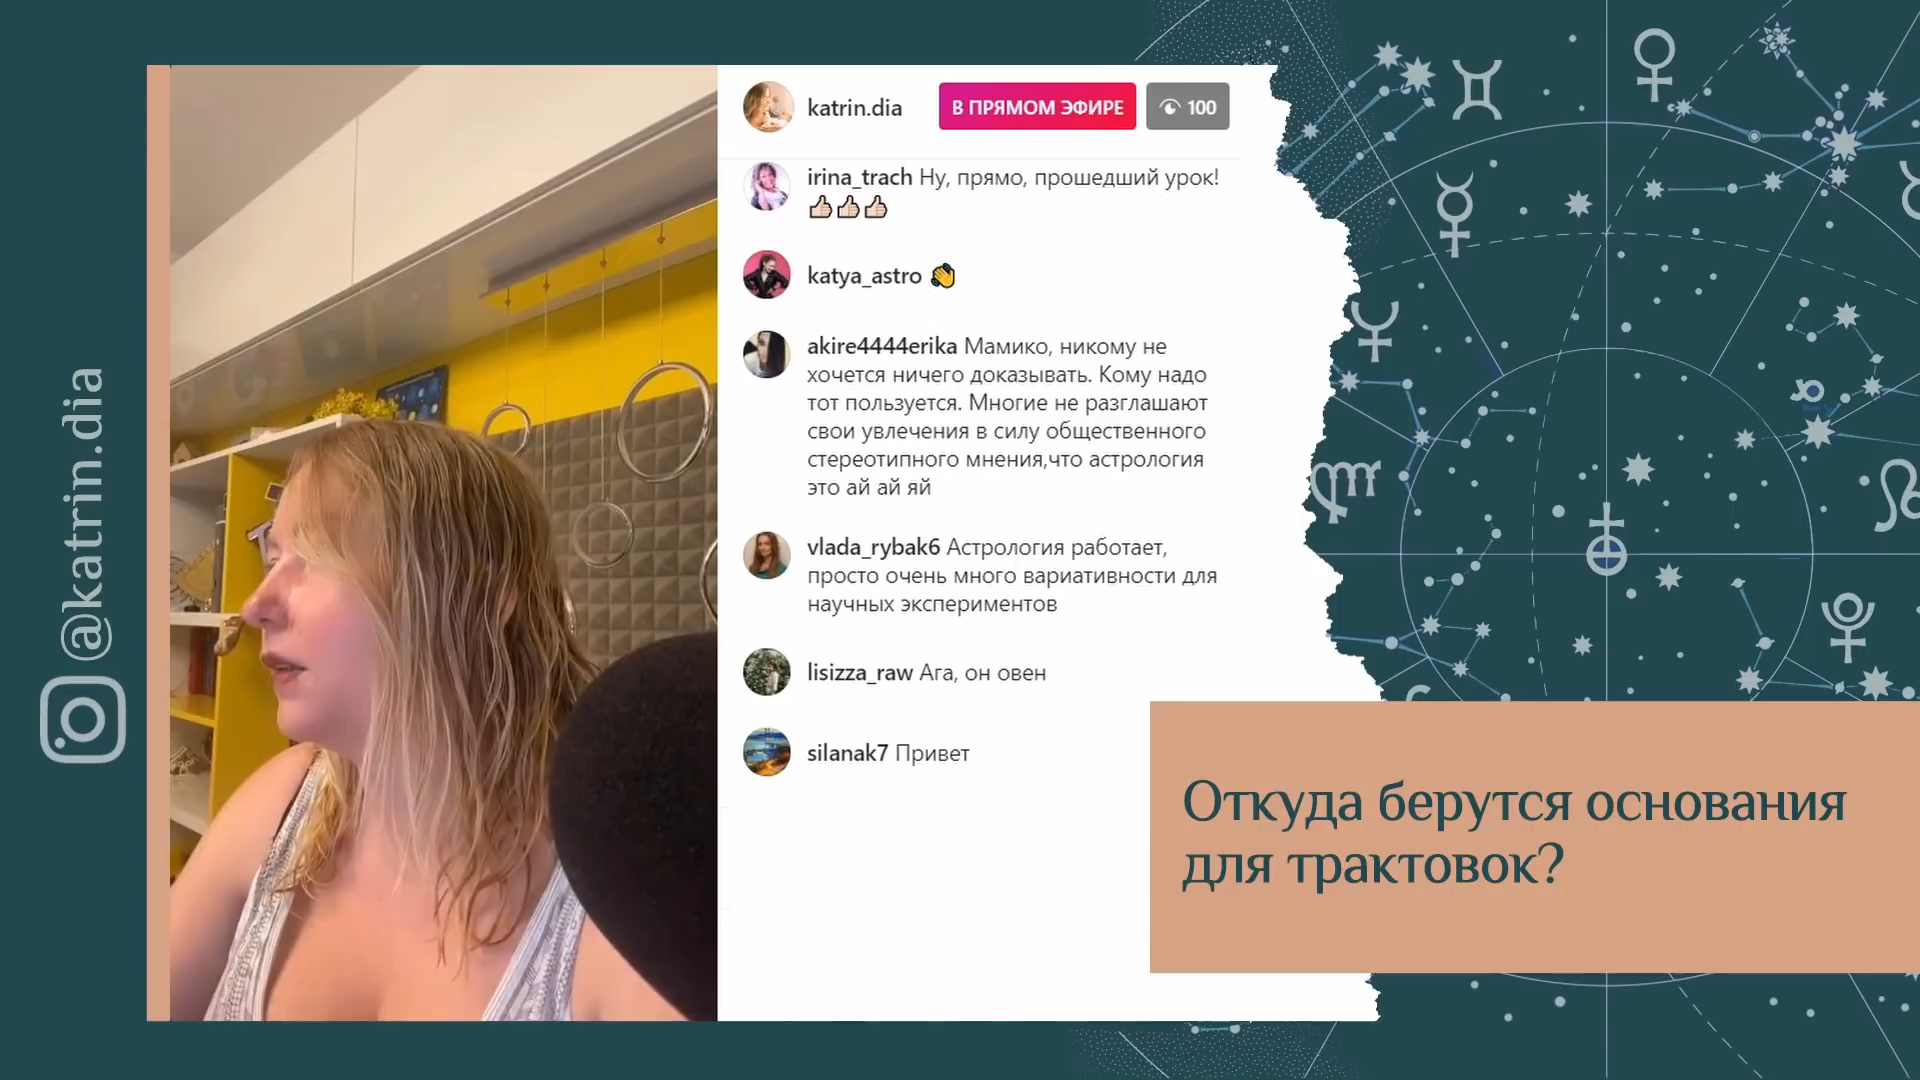 @katrin.dia
katrin.dia
В ПРЯМОМ ЭФИРЕ
100
irina_trach Ну, прямо, прошедший урок!
👍🏻👍🏻👍🏻
katya_astro 👏
akire4444erika Мамико, никому не
хочется ничего доказывать. Кому надо
тот пользуется. Многие не разглашают
свои увлечения в силу общественного
стереотипного мнения,что астрология
это ай ай яй
vlada_rybak6 Астрология работает,
просто очень много вариативности для
научных экспериментов
lisizza_raw Ага, он овен
silanak7 Привет
Откуда берутся основания
для трактовок?